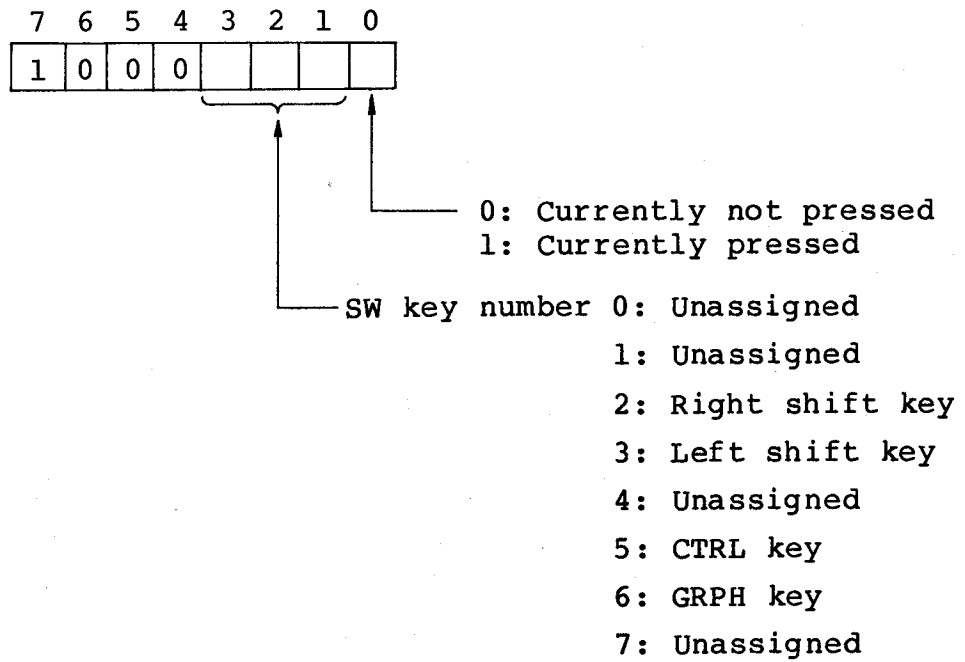 7 6 5 4 3 2 1 0
1 0 0 0
0: Currently not pressed
1: Currently pressed
SW key number 0: Unassigned
1: Unassigned
2: Right shift key
3: Left shift key
4: Unassigned
5: CTRL key
6: GRPH key
7: Unassigned